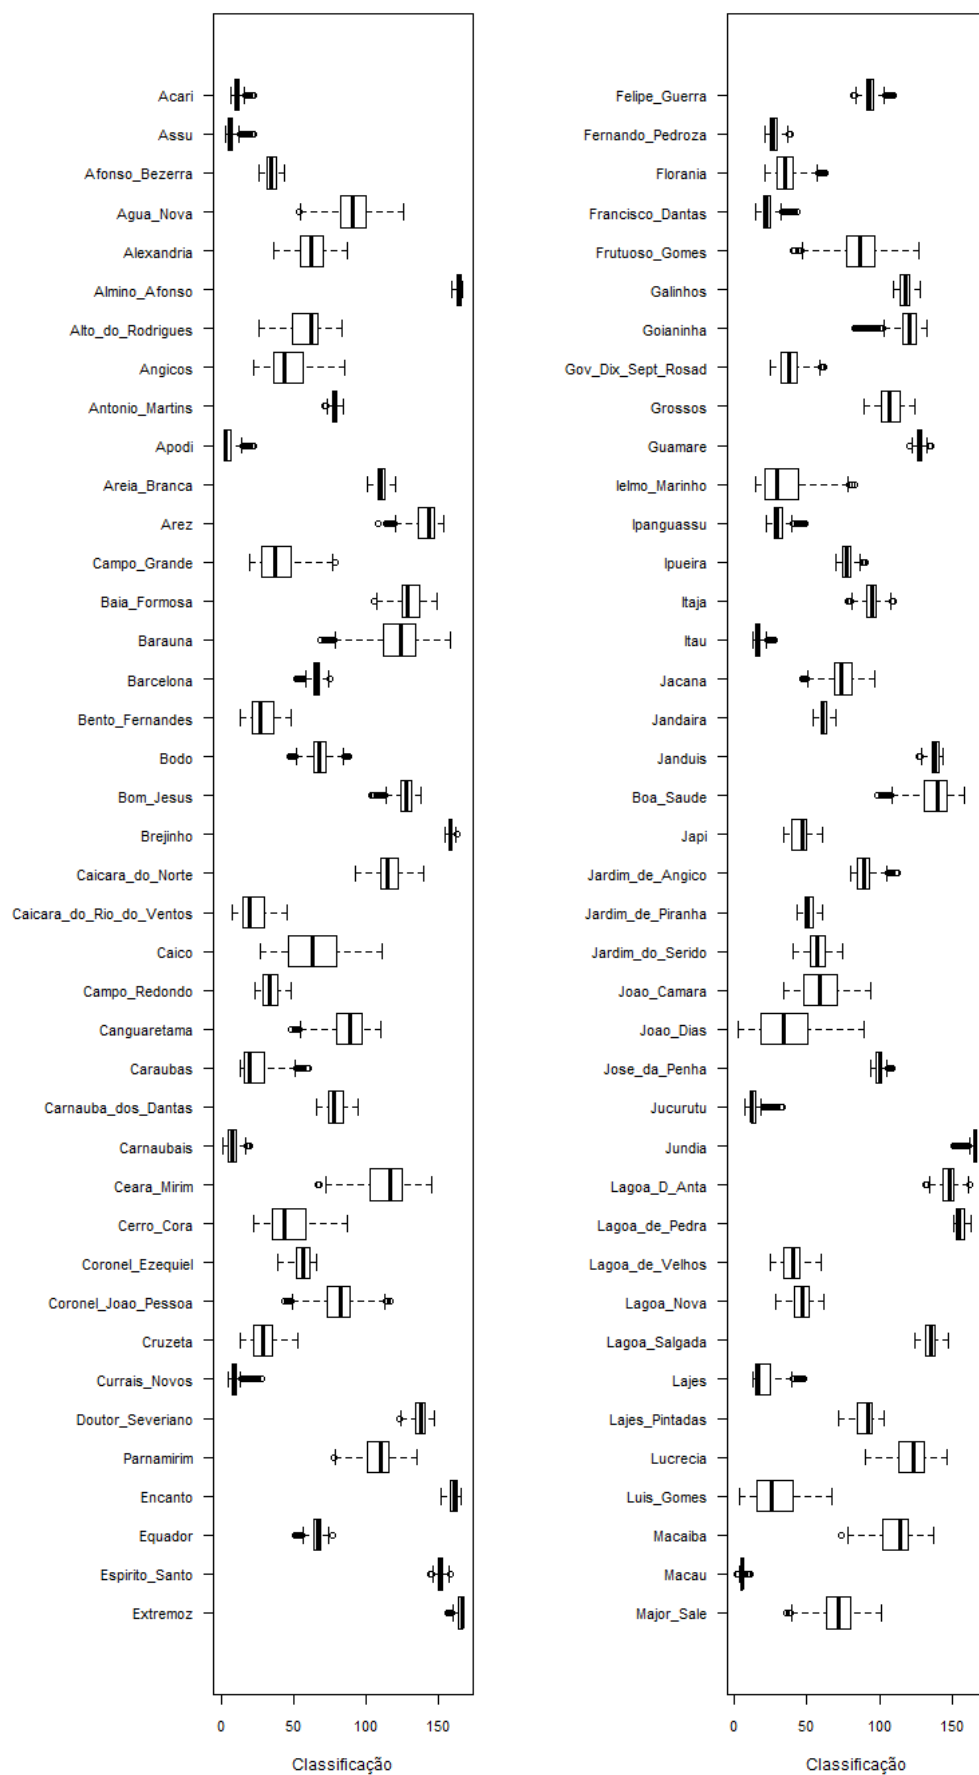 Acari
Assu
Afonso_Bezerra
Agua_Nova
Alexandria
Almino_Afonso
Alto_do_Rodrigues
Angicos
Antonio_Martins
Apodi
Areia_Branca
Arez
Campo_Grande
Baia_Formosa
Barauna
Barcelona
Bento_Fernandes
Bodo
Bom_Jesus
Brejinho
Caicara_do_Norte
Caicara_do_Rio_do_Ventos
Caico
Campo_Redondo
Canguaretama
Caraubas
Carnauba_dos_Dantas
Carnaubais
Ceara_Mirim
Cerro_Cora
Coronel_Ezequiel
Coronel_Joao_Pessoa
Cruzeta
Currais_Novos
Doutor_Severiano
Parnamirim
Encanto
Equador
Espirito_Santo
Extremoz
0 50 100 150
Classificação
Felipe_Guerra
Fernando_Pedroza
Florania
Francisco_Dantas
Frutuoso_Gomes
Galinhos
Goianinha
Gov_Dix_Sept_Rosad
Grossos
Guamare
Ielmo_Marinho
Ipanguassu
Ipueira
Itaja
Itau
Jacana
Jandaira
Janduis
Boa_Saude
Japi
Jardim_de_Angico
Jardim_de_Piranha
Jardim_do_Serido
Joao_Camara
Joao_Dias
Jose_da_Penha
Jucurutu
Jundia
Lagoa_D_Anta
Lagoa_de_Pedra
Lagoa_de_Velhos
Lagoa_Nova
Lagoa_Salgada
Lajes
Lajes_Pintadas
Lucrecia
Luis_Gomes
Macaiba
Macau
Major_Sale
0 50 100 150
Classificação